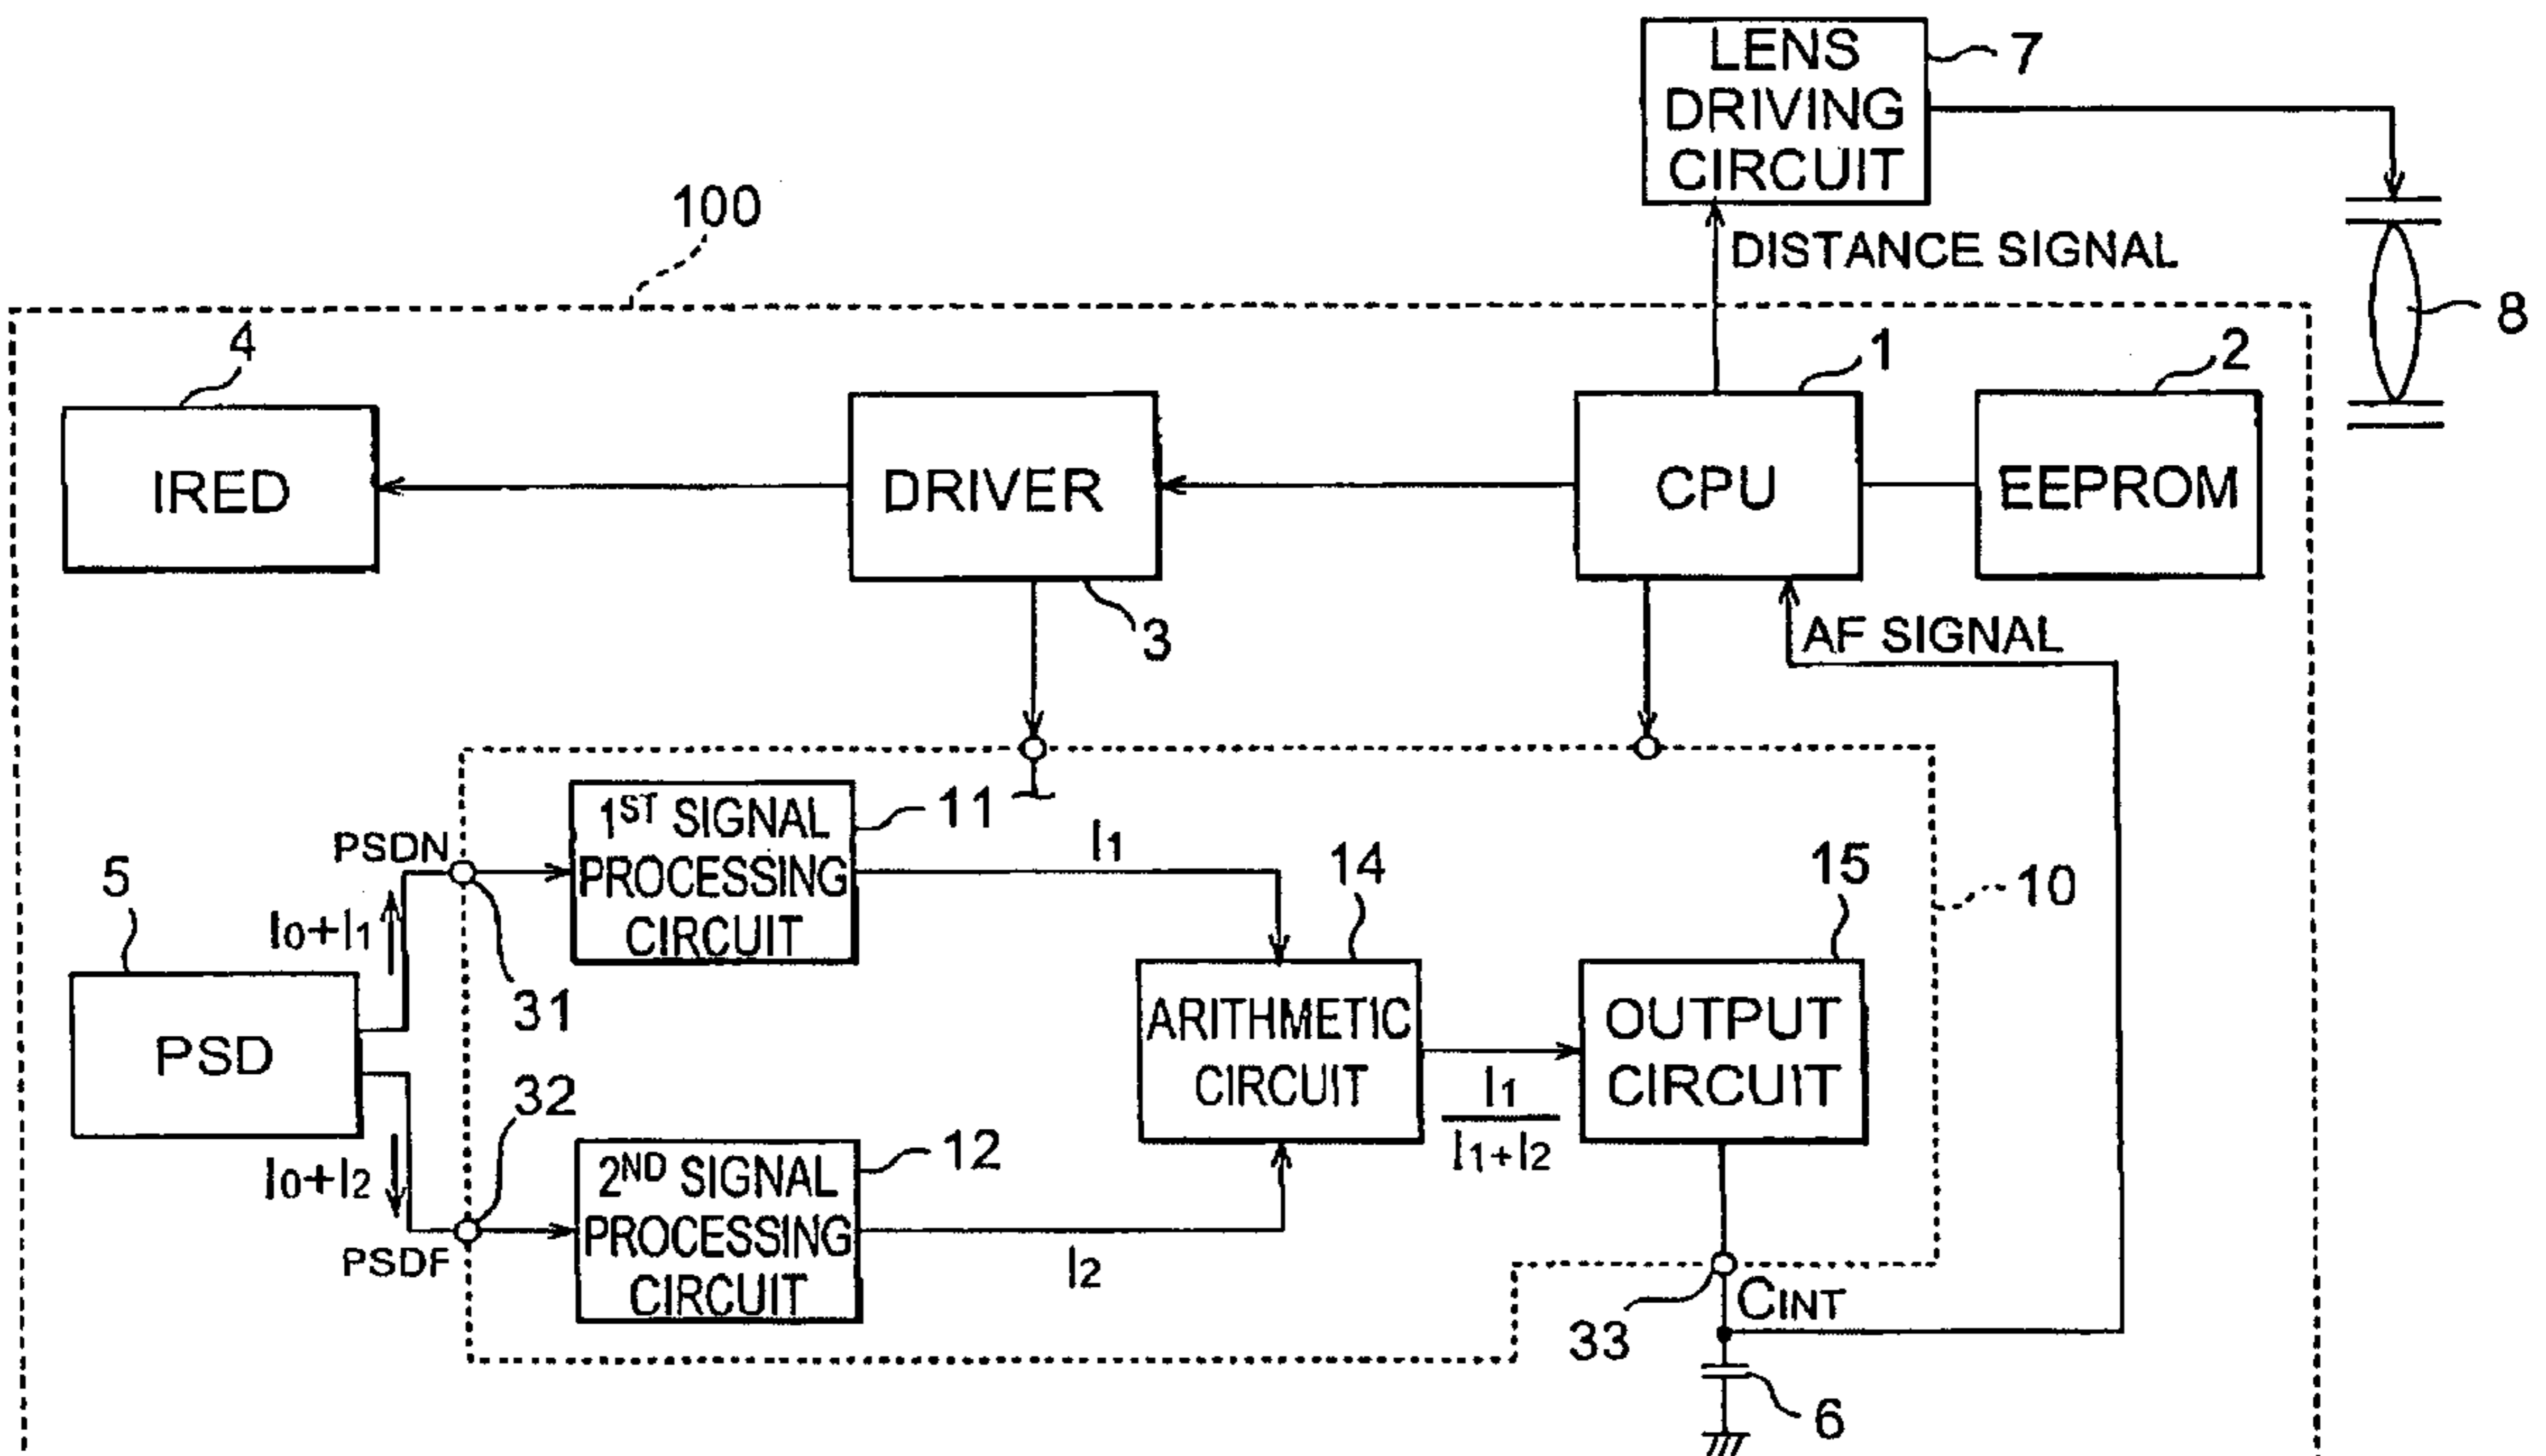 LENS
DRIVING
CIRCUIT
7
100
DISTANCE SIGNAL
8
4
1
2
IRED
DRIVER
CPU
EEPROM
3
AF SIGNAL
1ST SIGNAL
PROCESSING
CIRCUIT
11
PSDN
I1
14
15
10
5
I0+I1
31
PSD
ARITHMETIC
CIRCUIT
OUTPUT
CIRCUIT
I1
I1+I2
32
I0+I2
PSDF
2ND SIGNAL
PROCESSING
CIRCUIT
12
I2
CINT
33
6